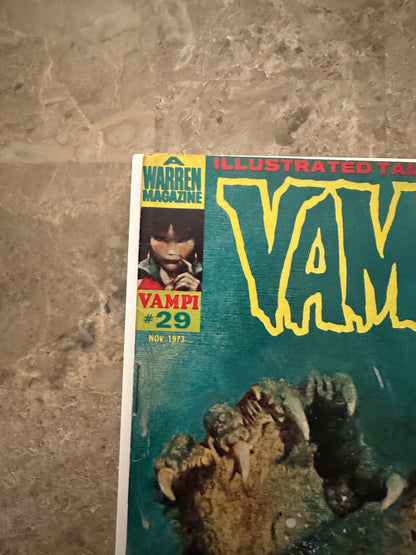 A
WARREN
MAGAZINE
ILLUSTRATED TAL
VAM
VAMPI
#29
NOV. 1973